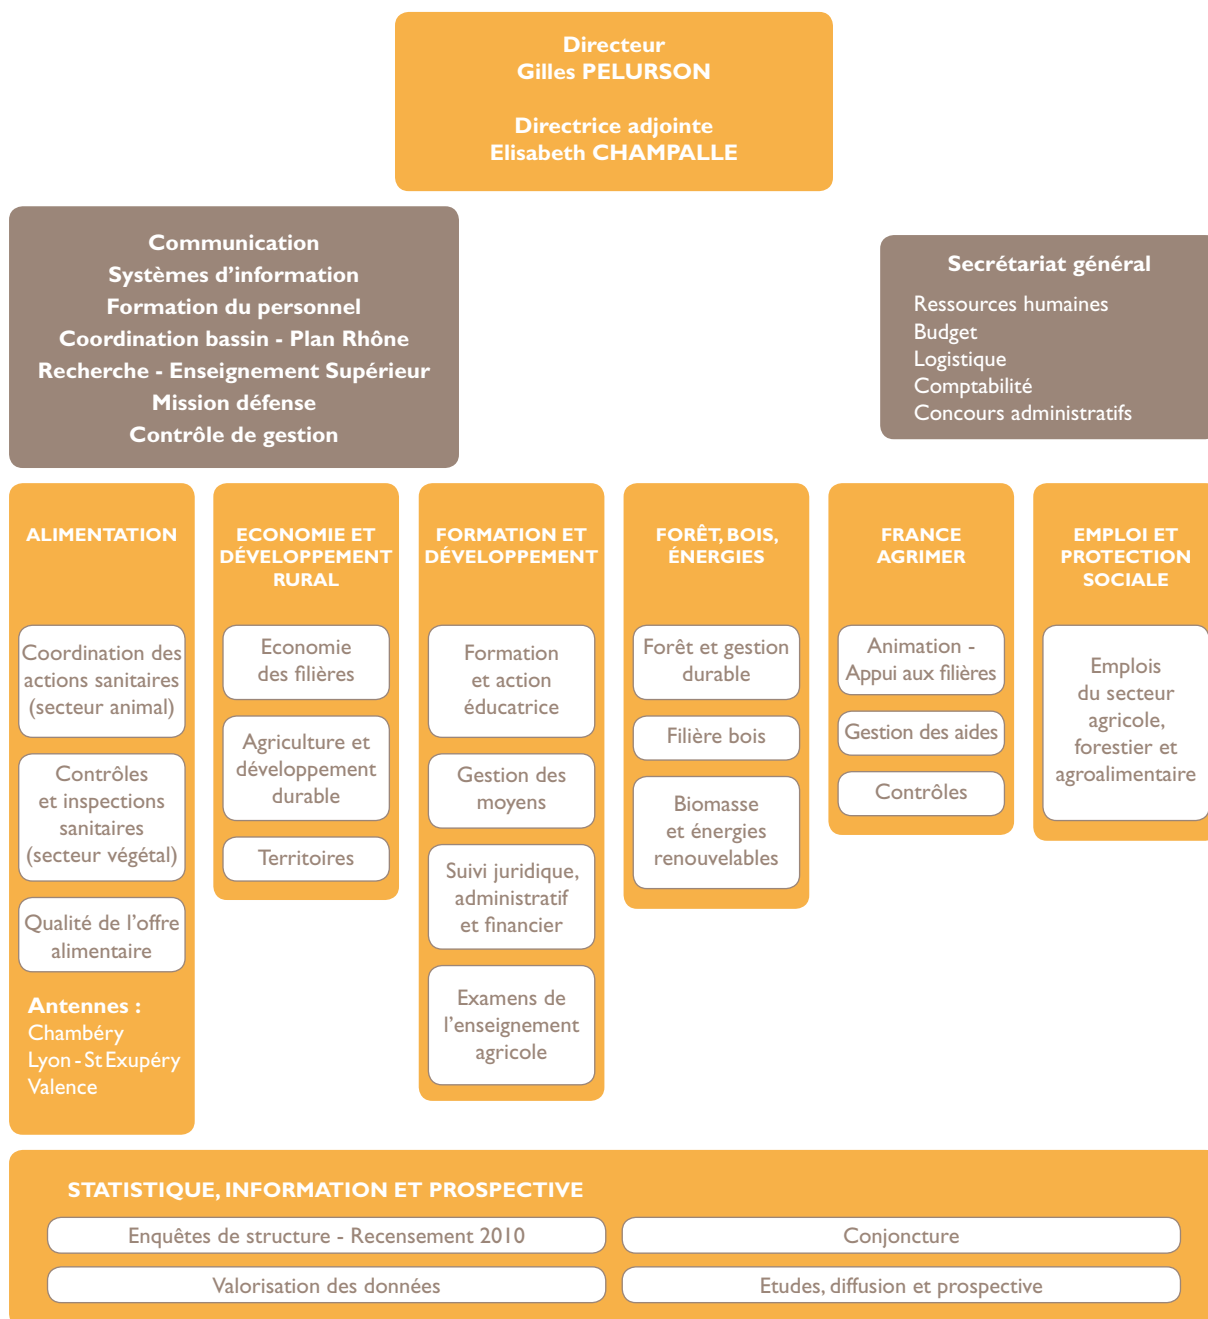 Directeur
Gilles PELURSON
Directrice adjointe
Elisabeth CHAMPALLE
Communication
Systèmes d’information
Formation du personnel
Coordination bassin - Plan Rhône
Recherche - Enseignement Supérieur
Mission défense
Contrôle de gestion
Secrétariat général
Ressources humaines
Budget
Logistique
Comptabilité
Concours administratifs
ALIMENTATION
Coordination des
actions sanitaires
(secteur animal)
Contrôles
et inspections
sanitaires
(secteur végétal)
Qualité de l’offre
alimentaire
Antennes :
Chambéry
Lyon - St Exupéry
Valence
ECONOMIE ET
DÉVELOPPEMENT
RURAL
Economie
des filières
Agriculture et
développement
durable
Territoires
FORMATION ET
DÉVELOPPEMENT
Formation
et action
éducatrice
Gestion des
moyens
Suivi juridique,
administratif
et financier
Examens de
l’enseignement
agricole
FORÊT, BOIS,
ÉNERGIES
Forêt et gestion
durable
Filière bois
Biomasse
et énergies
renouvelables
FRANCE
AGRIMER
Animation -
Appui aux filières
Gestion des aides
Contrôles
EMPLOI ET
PROTECTION
SOCIALE
Emplois
du secteur
agricole,
forestier et
agroalimentaire
STATISTIQUE, INFORMATION ET PROSPECTIVE
Enquêtes de structure - Recensement 2010
Conjoncture
Valorisation des données
Etudes, diffusion et prospective